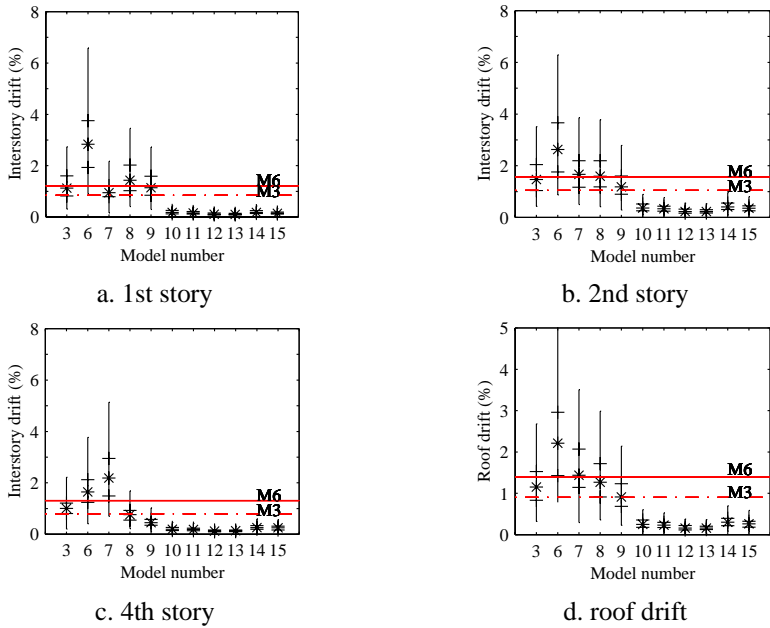 8
6
4
2
0
Interstory drift (%)
M6
M3
3 6 7 8 9 10 11 12 13 14 15
Model number
a. 1st story
8
6
4
2
0
Interstory drift (%)
M6
M3
3 6 7 8 9 10 11 12 13 14 15
Model number
b. 2nd story
8
6
4
2
0
Interstory drift (%)
M6
M3
3 6 7 8 9 10 11 12 13 14 15
Model number
c. 4th story
5
4
3
2
1
0
Roof drift (%)
M6
M3
3 6 7 8 9 10 11 12 13 14 15
Model number
d. roof drift